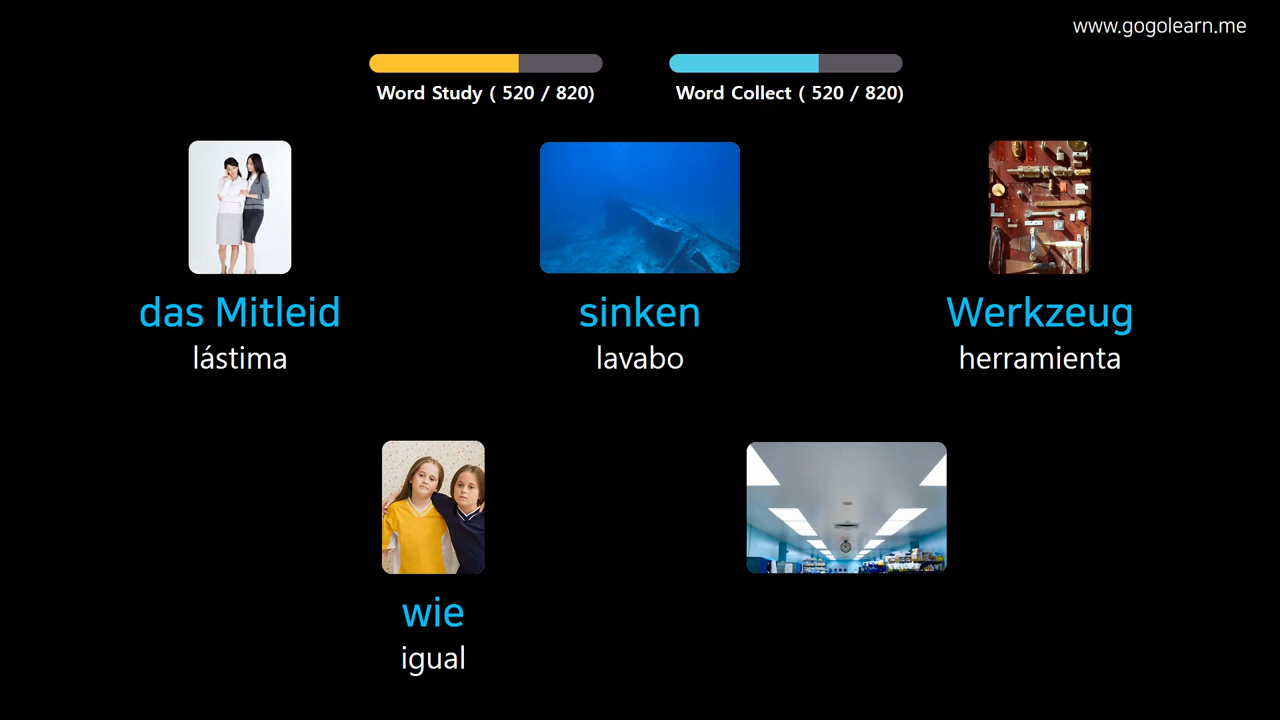 www.gogolearn.me
Word Study ( 520 / 820)
Word Collect ( 520 / 820)
das Mitleid
lástima
sinken
lavabo
Werkzeug
herramienta
wie
igual